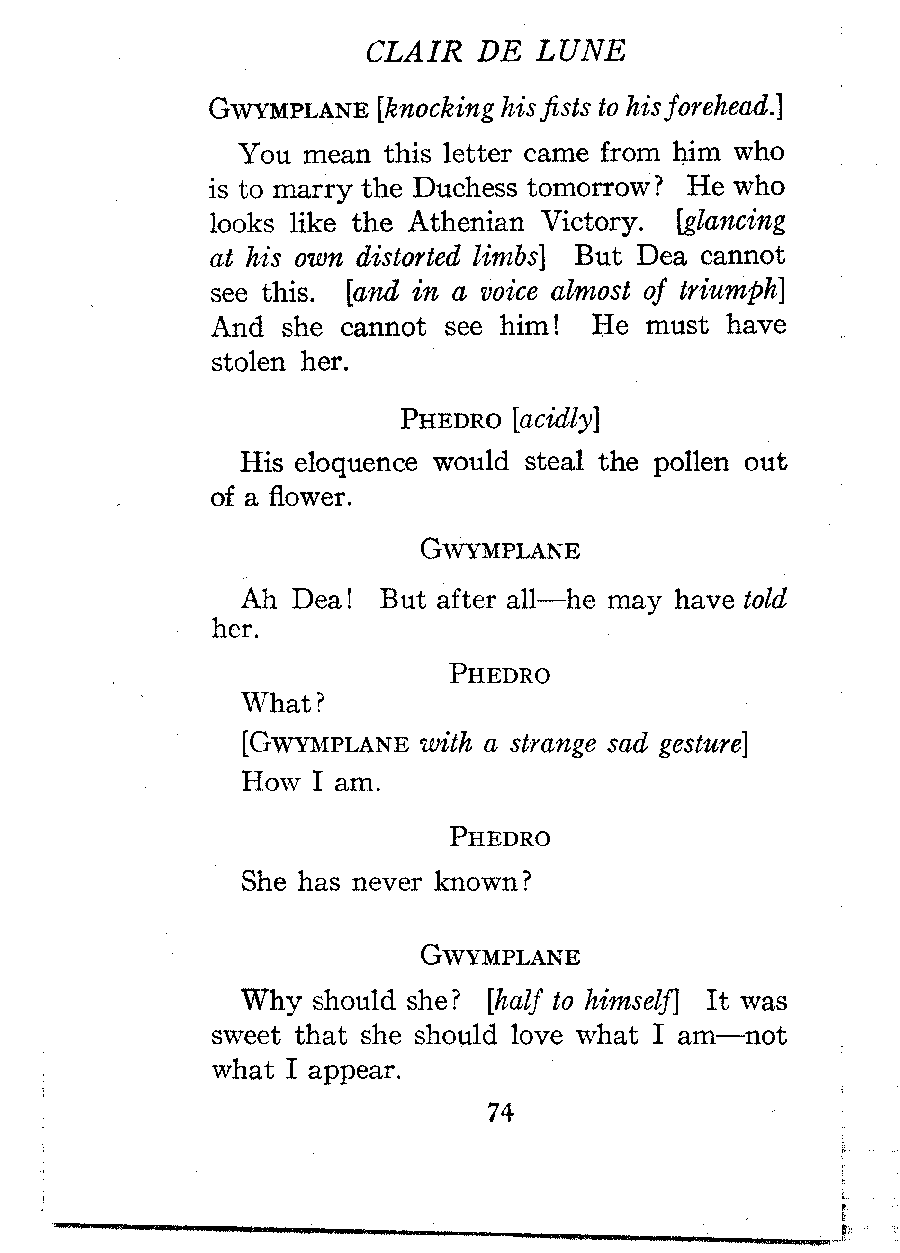 CLAIR DE LUNE
GWYMPLANE [knocking his fists to his forehead.]
You mean this letter came from him who
is to marry the Duchess tomorrow? He who
looks like the Athenian Victory. [glancing
at his own distorted limbs] But Dea cannot
see this. [and in a voice almost of triumph]
And she cannot see him! He must have
stolen her.
PHEDRO [acidly]
His eloquence would steal the pollen out
of a flower.
GWYMPLANE
Ah Dea! But after all—he may have told
her.
PHEDRO
What?
[GWYMPLANE with a strange sad gesture]
How I am.
PHEDRO
She has never known?
GWYMPLANE
Why should she? [half to himself] It was
sweet that she should love what I am—not
what I appear.
74